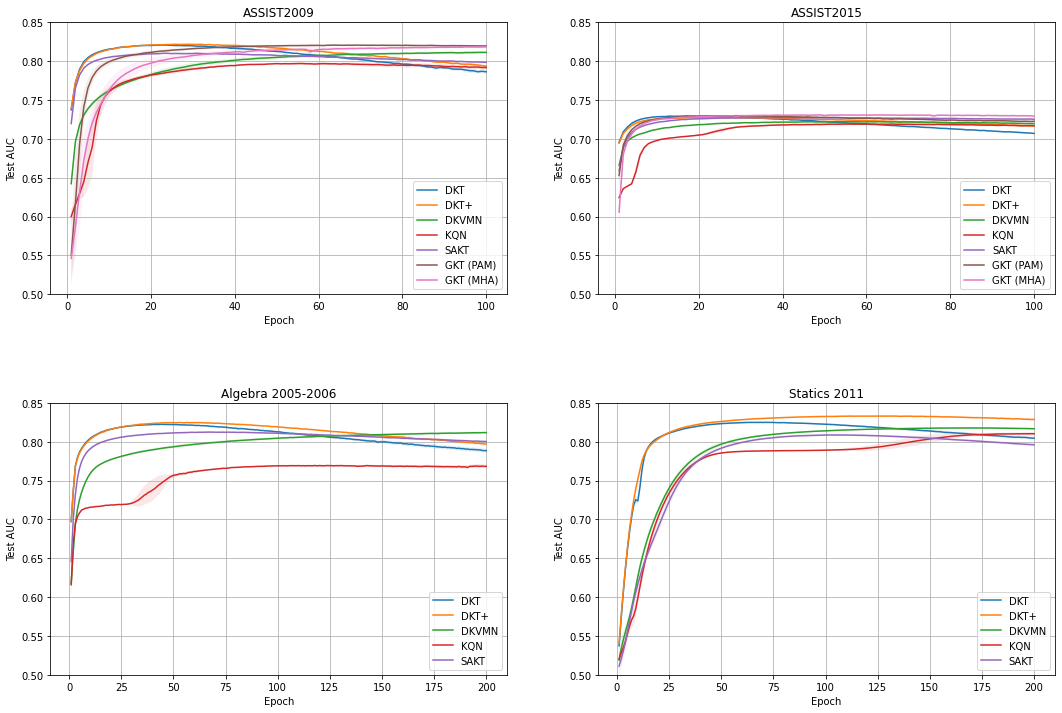 ASSIST2009
Test AUC
0.85
0.80
0.75
0.70
0.65
0.60
0.55
0.50
0
20
40
60
80
100
Epoch
DKT
DKT+
DKVMN
KQN
SAKT
GKT (PAM)
GKT (MHA)
ASSIST2015
Test AUC
0.85
0.80
0.75
0.70
0.65
0.60
0.55
0.50
0
20
40
60
80
100
Epoch
DKT
DKT+
DKVMN
KQN
SAKT
GKT (PAM)
GKT (MHA)
Algebra 2005-2006
Test AUC
0.85
0.80
0.75
0.70
0.65
0.60
0.55
0.50
0
25
50
75
100
125
150
175
200
Epoch
DKT
DKT+
DKVMN
KQN
SAKT
Statics 2011
Test AUC
0.85
0.80
0.75
0.70
0.65
0.60
0.55
0.50
0
25
50
75
100
125
150
175
200
Epoch
DKT
DKT+
DKVMN
KQN
SAKT